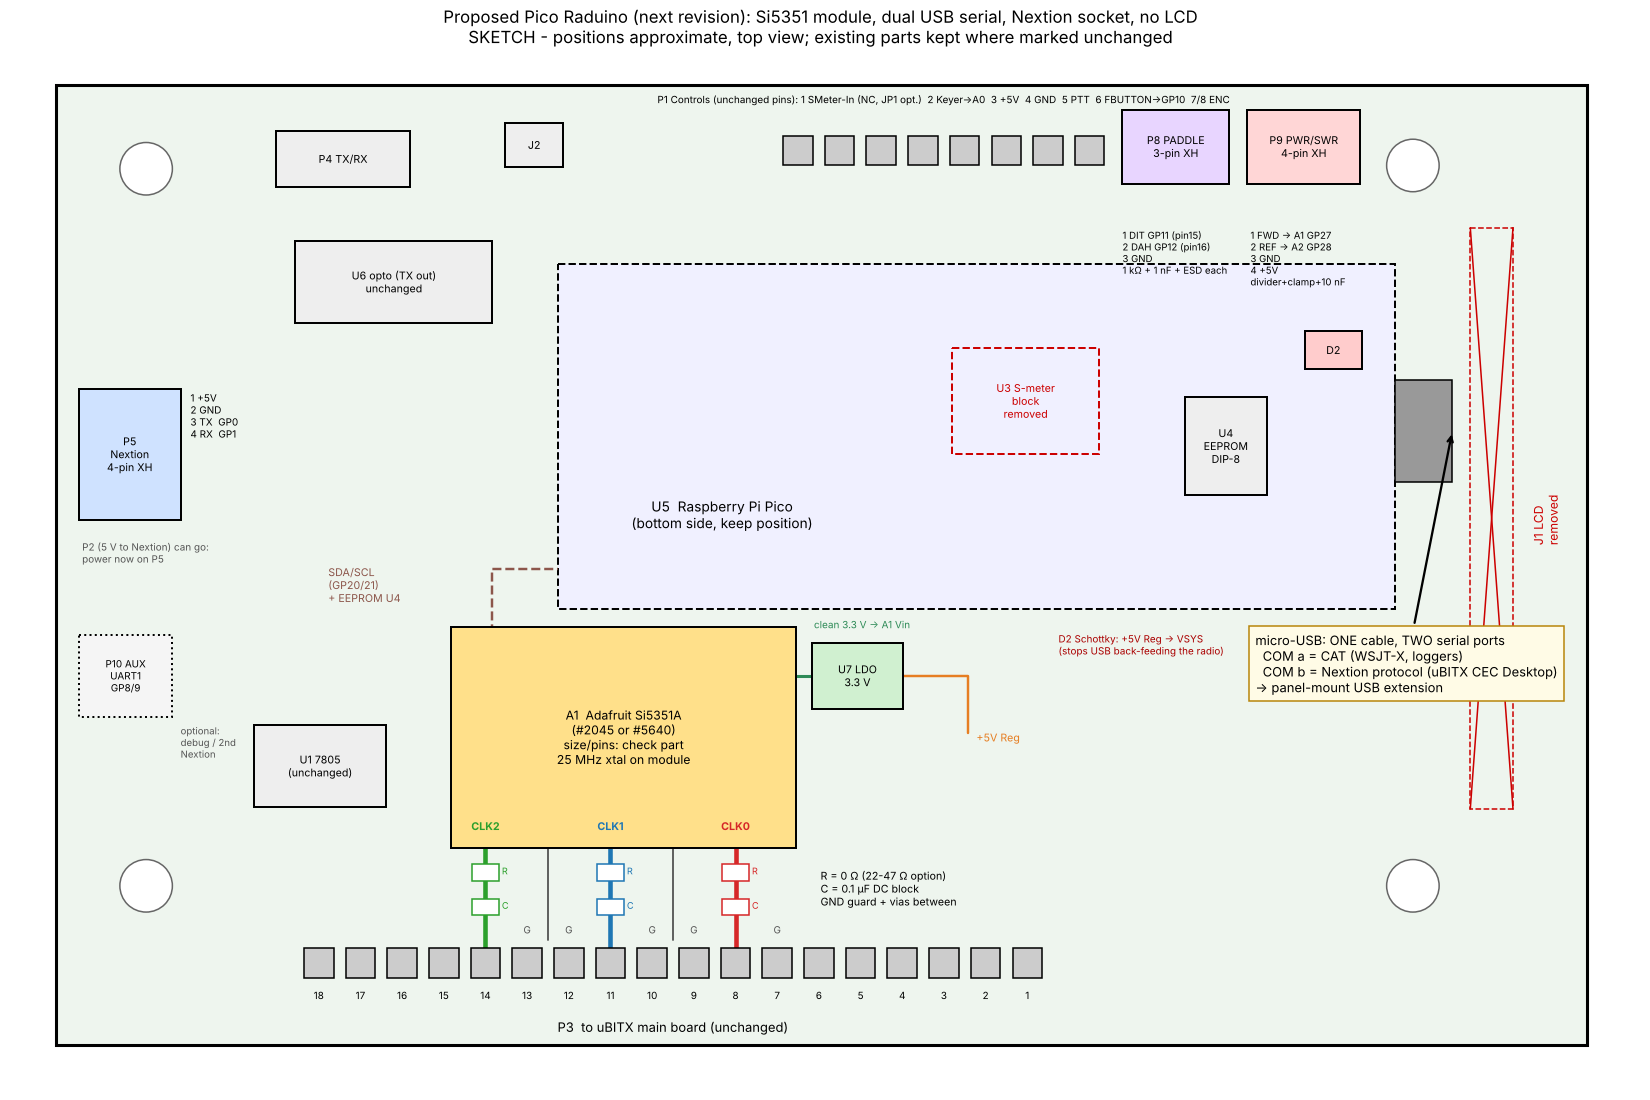 Proposed Pico Raduino (next revision): Si5351 module, dual USB serial, Nextion socket, no LCD
SKETCH - positions approximate, top view; existing parts kept where marked unchanged
P1 Controls (unchanged pins): 1 SMeter-In (NC, JP1 opt.)  2 Keyer→A0  3 +5V  4 GND  5 PTT  6 FBUTTON→GP10  7/8 ENC
P4 TX/RX
J2
P8 PADDLE
3-pin XH
P9 PWR/SWR
4-pin XH
1 DIT GP11 (pin15)
2 DAH GP12 (pin16)
3 GND
1 kΩ + 1 nF + ESD each
1 FWD → A1 GP27
2 REF → A2 GP28
3 GND
4 +5V
divider+clamp+10 nF
U6 opto (TX out)
unchanged
D2
U3 S-meter
block
removed
U4
EEPROM
DIP-8
P5
Nextion
4-pin XH
1 +5V
2 GND
3 TX  GP0
4 RX  GP1
U5  Raspberry Pi Pico
(bottom side, keep position)
J1 LCD
removed
P2 (5 V to Nextion) can go:
power now on P5
SDA/SCL
(GP20/21)
+ EEPROM U4
clean 3.3 V → A1 Vin
D2 Schottky: +5V Reg → VSYS
(stops USB back-feeding the radio)
micro-USB: ONE cable, TWO serial ports
COM a = CAT (WSJT-X, loggers)
COM b = Nextion protocol (uBITX CEC Desktop)
→ panel-mount USB extension
P10 AUX
UART1
GP8/9
U7 LDO
3.3 V
optional:
debug / 2nd
Nextion
U1 7805
(unchanged)
A1  Adafruit Si5351A
(#2045 or #5640)
size/pins: check part
25 MHz xtal on module
+5V Reg
CLK2
CLK1
CLK0
R
R
R
C
C
C
R = 0 Ω (22-47 Ω option)
C = 0.1 µF DC block
GND guard + vias between
G
G
G
G
G
18
17
16
15
14
13
12
11
10
9
8
7
6
5
4
3
2
1
P3  to uBITX main board (unchanged)